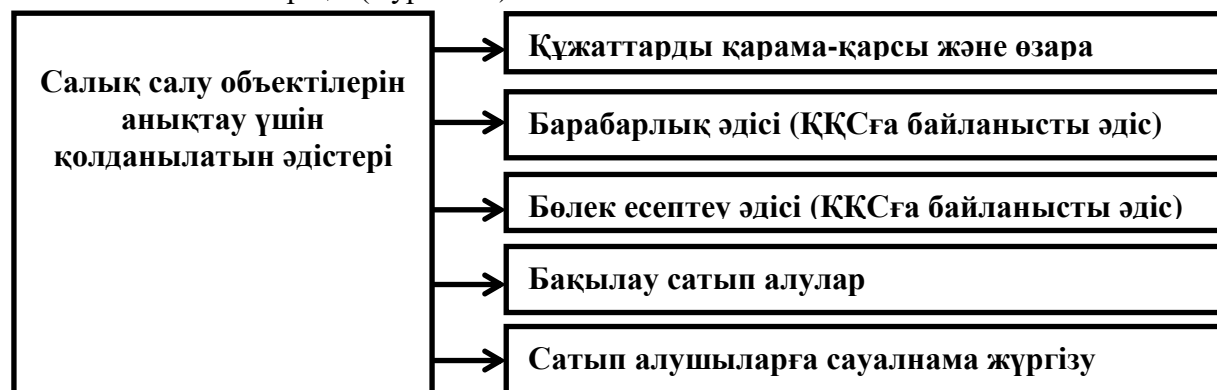 Салық салу объектілерін
анықтау үшін
қолданылатын әдістері
Құжаттарды қарама-қарсы және өзара
Барабарлық әдісі (ҚҚСға байланысты әдіс)
Бөлек есептеу әдісі (ҚҚСға байланысты әдіс)
Бақылау сатып алулар
Сатып алушыларға сауалнама жүргізу